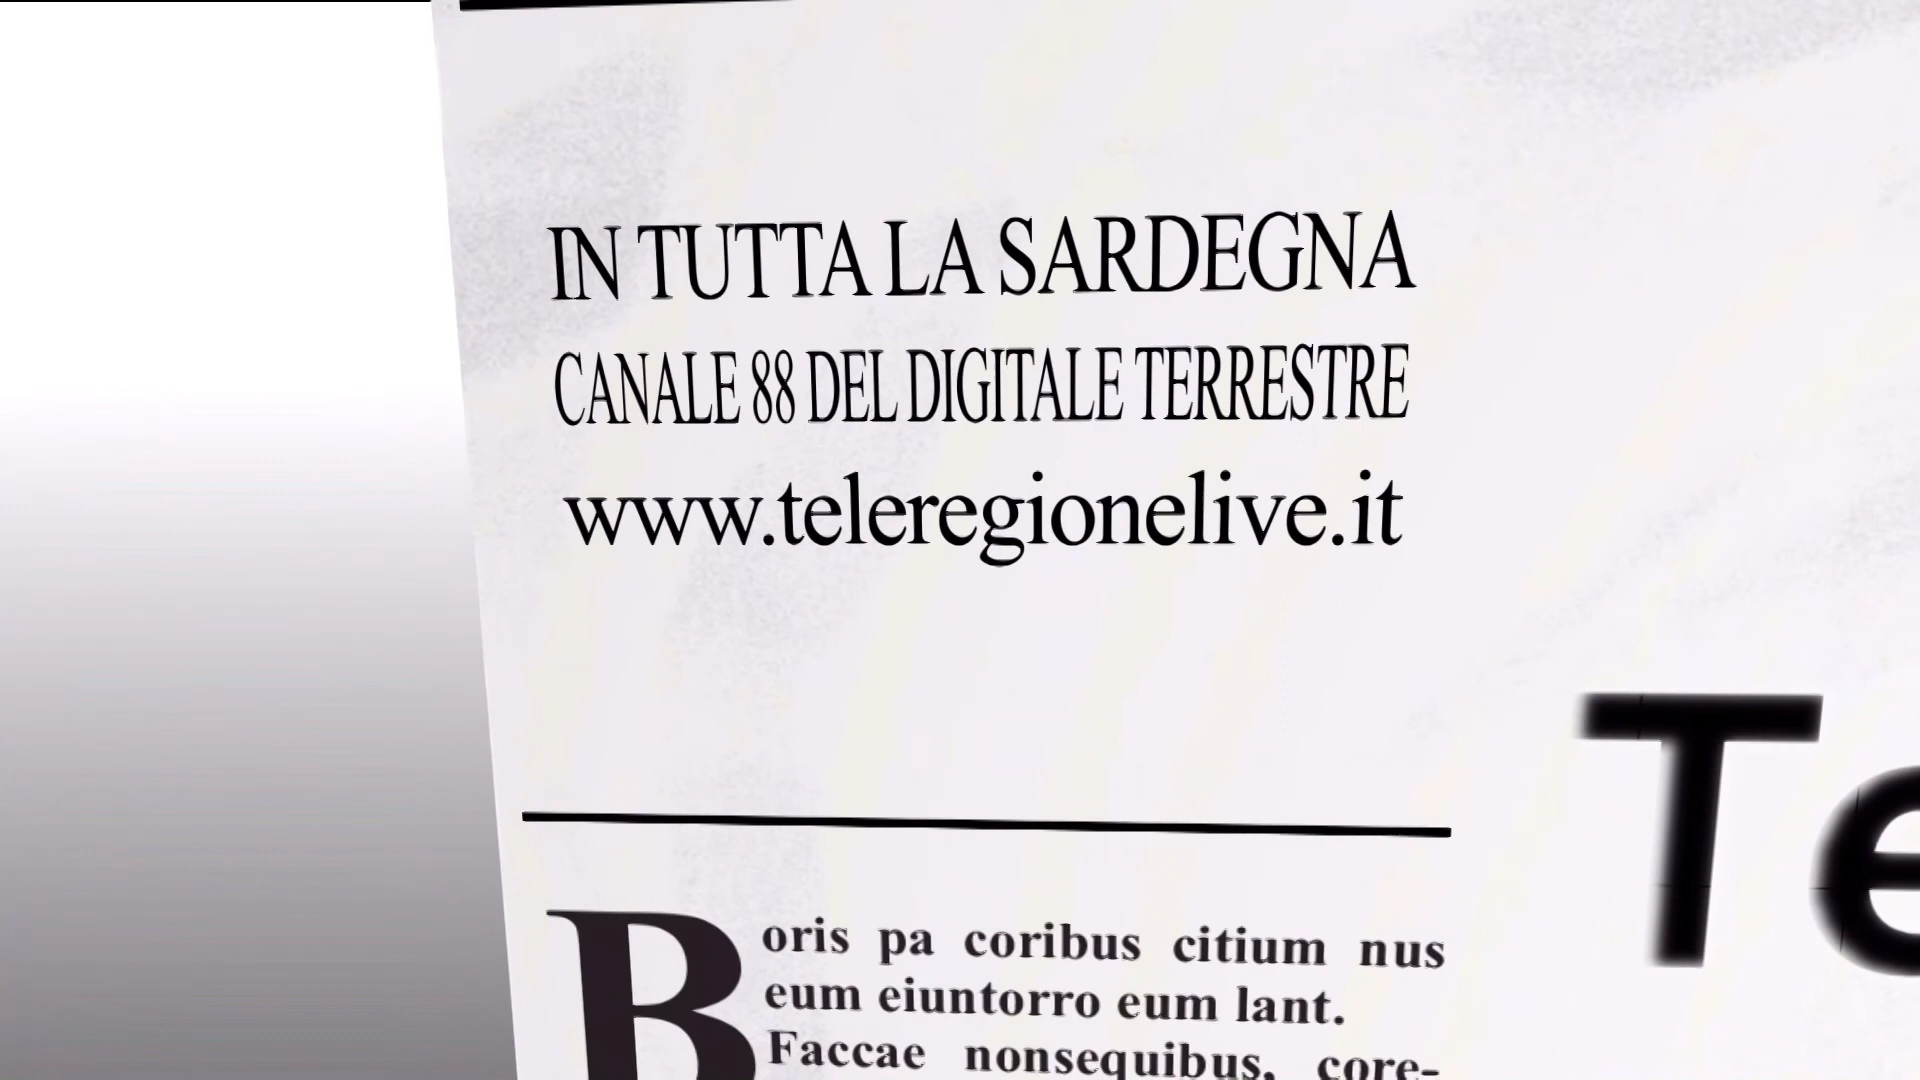 IN TUTTA LA SARDEGNA
CANALE 88 DEL DIGITALE TERRESTRE
www.teleregionelive.it
Te
Boris pa coribus citium nus
eum eiuntorro eum lant.
Faccae nonsequibus, core-